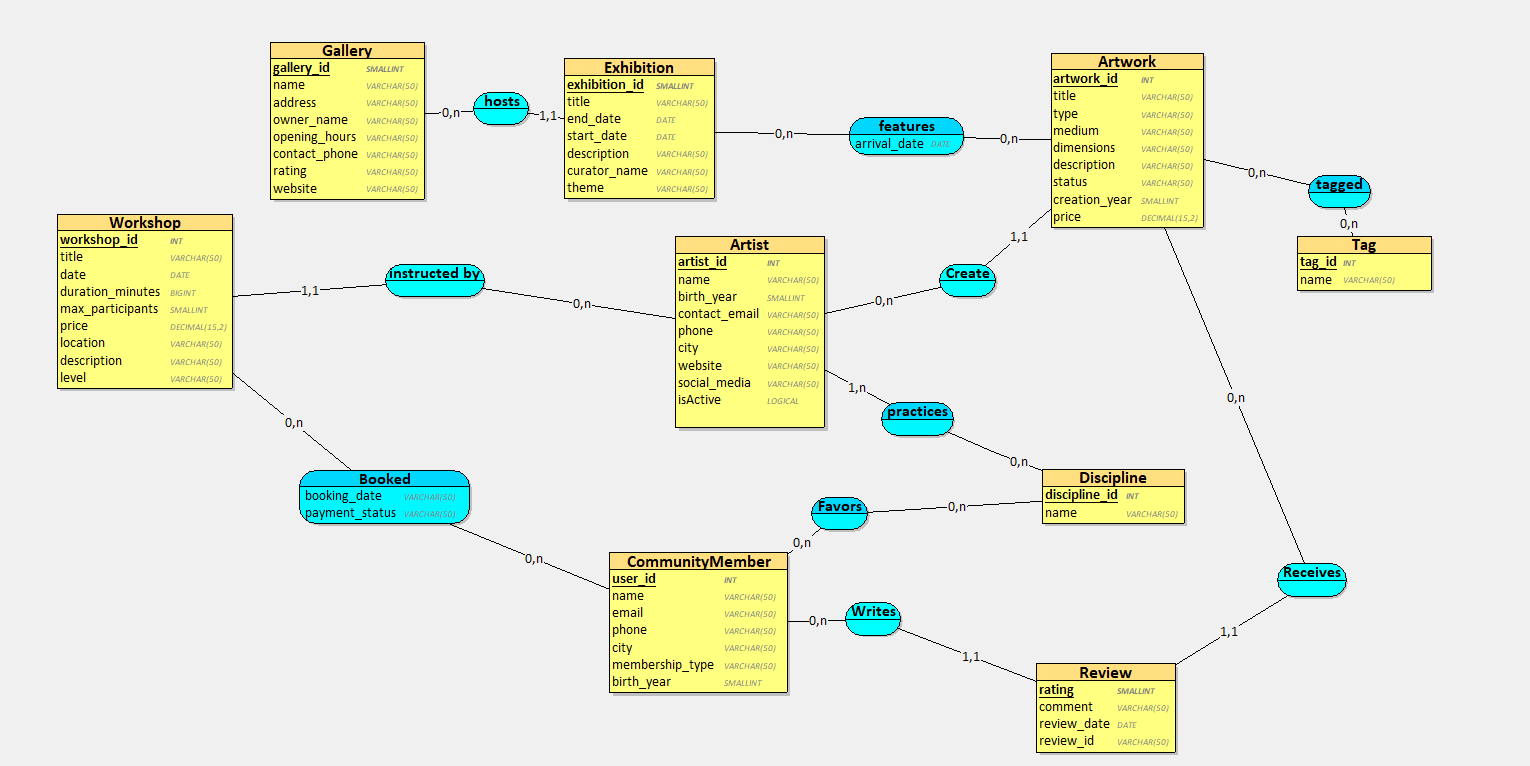 Gallery
gallery_id SMALLINT
name VARCHAR(50)
address VARCHAR(50)
owner_name VARCHAR(50)
opening_hours VARCHAR(50)
contact_phone VARCHAR(50)
rating VARCHAR(50)
website VARCHAR(50)
0,n
hosts
1,1
Exhibition
exhibition_id SMALLINT
title VARCHAR(50)
end_date DATE
start_date DATE
description VARCHAR(50)
curator_name VARCHAR(50)
theme VARCHAR(50)
0,n
features
arrival_date DATE
0,n
Artwork
artwork_id INT
title VARCHAR(50)
type VARCHAR(50)
medium VARCHAR(50)
dimensions VARCHAR(50)
description VARCHAR(50)
status VARCHAR(50)
creation_year SMALLINT
price DECIMAL(15,2)
0,n
tagged
0,n
Tag
tag_id INT
name VARCHAR(50)
Workshop
workshop_id INT
title VARCHAR(50)
date DATE
duration_minutes BIGINT
max_participants SMALLINT
price DECIMAL(15,2)
location VARCHAR(50)
description VARCHAR(50)
level VARCHAR(50)
1,1
instructed by
0,n
Artist
artist_id INT
name VARCHAR(50)
birth_year SMALLINT
contact_email VARCHAR(50)
phone VARCHAR(50)
city VARCHAR(50)
website VARCHAR(50)
social_media VARCHAR(50)
isActive LOGICAL
0,n
Create
1,1
1,n
practices
0,n
Discipline
discipline_id INT
name VARCHAR(50)
0,n
Booked
booking_date VARCHAR(50)
payment_status VARCHAR(50)
0,n
Favors
0,n
0,n
CommunityMember
user_id INT
name VARCHAR(50)
email VARCHAR(50)
phone VARCHAR(50)
city VARCHAR(50)
membership_type VARCHAR(50)
birth_year SMALLINT
0,n
Writes
1,1
0,n
Receives
1,1
Review
rating SMALLINT
comment VARCHAR(50)
review_date DATE
review_id VARCHAR(50)